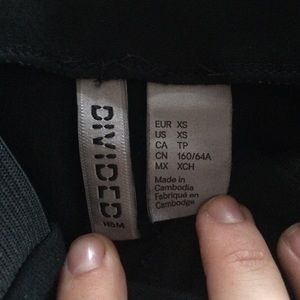 DIVIDED
H&M
EUR XS
US XS
CA TP
CN 160/64A
MX XCH
Made in
Cambodia
Fabriqué en
Cambodge